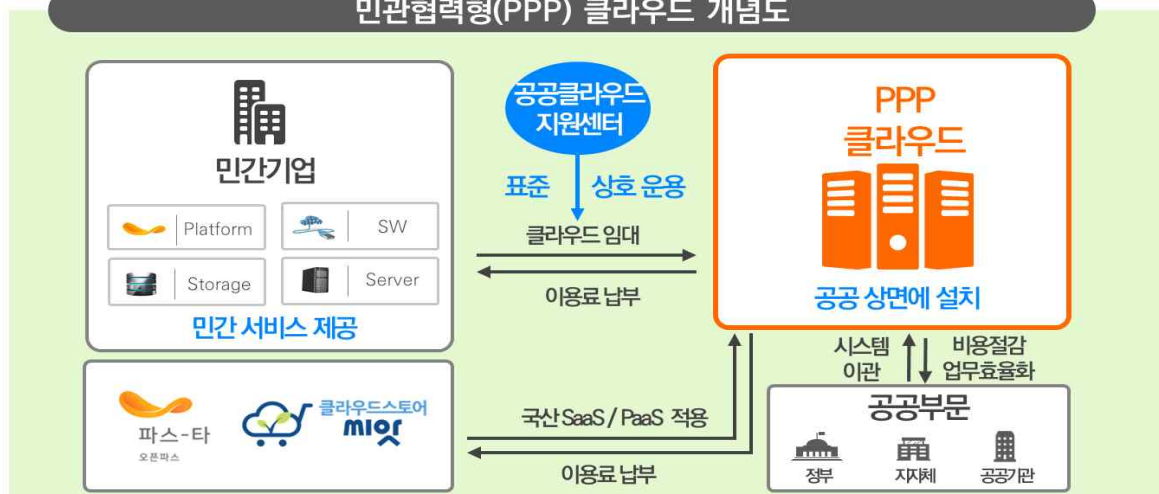 민관협력형(PPP) 클라우드 개념도
민간기업
Platform
SW
Storage
Server
민간 서비스 제공
공공클라우드
지원센터
표준
상호 운용
클라우드 임대
이용료 납부
PPP
클라우드
공공 상면에 설치
시스템
이관
비용절감
업무효율화
파스-타
오픈파스
클라우드스토어
씨앗
국산 SaaS / PaaS 적용
이용료 납부
공공부문
정부
지자체
공공기관